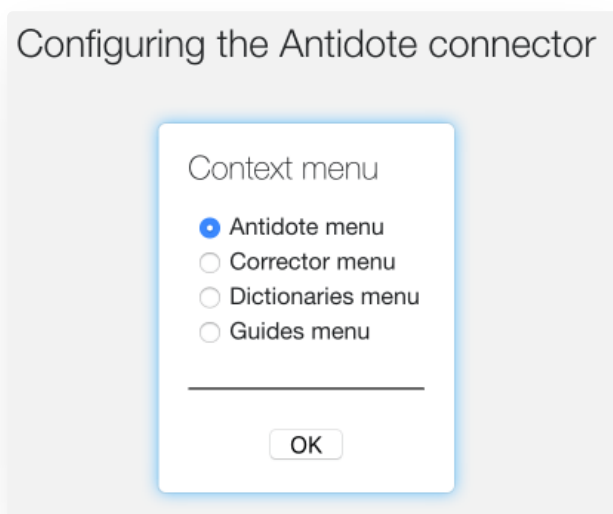 Configuring the Antidote connector
Context menu
Antidote menu
Corrector menu
Dictionaries menu
Guides menu
OK